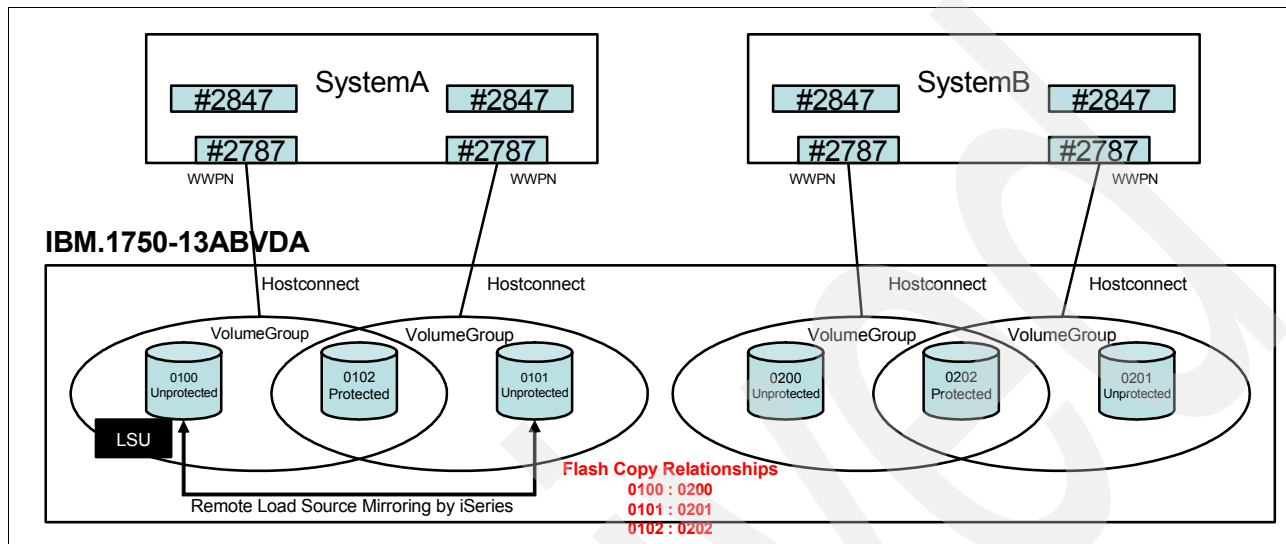 SystemA
#2847
#2847
#2787
#2787
WWPN
WWPN
SystemB
#2847
#2847
#2787
#2787
WWPN
WWPN
IBM.1750-13ABVDA
Hostconnect
Hostconnect
Hostconnect
Hostconnect
VolumeGroup
VolumeGroup
VolumeGroup
VolumeGroup
0100
Unprotected
0102
Protected
0101
Unprotected
0200
Unprotected
0202
Protected
0201
Unprotected
LSU
Remote Load Source Mirroring by iSeries
Flash Copy Relationships
0100 : 0200
0101 : 0201
0102 : 0202